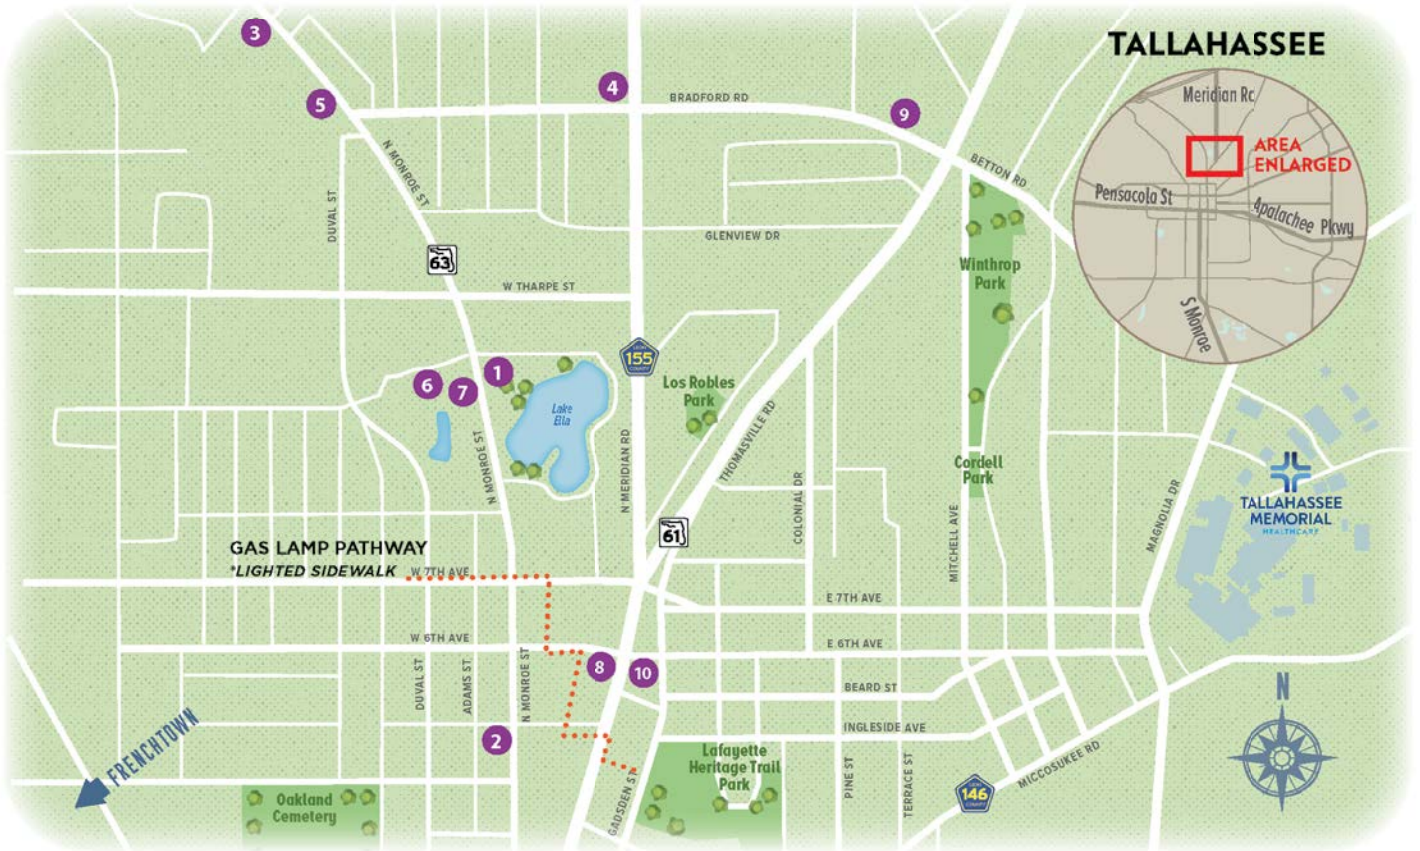 TALLAHASSEE
Meridian Rc
AREA
ENLARGED
Pensacola St
Apalachee Pkwy
S Monroe
3
4
5
9
BRADFORD RD
BETTON RD
N MONROE ST
DUVAL ST
GLENVIEW DR
63
Winthrop
Park
W THARPE ST
155
COUNTY
1
6
7
Lake
Ella
Los Robles
Park
THOMASVILLE RD
N MONROE ST
N MERIDIAN RD
Cordell
Park
COLONIAL DR
MITCHELL AVE
MAGNOLIA DR
TALLAHASSEE
MEMORIAL
HEALTHCARE
61
GAS LAMP PATHWAY
*LIGHTED SIDEWALK
W 7TH AVE
E 7TH AVE
W 6TH AVE
E 6TH AVE
8
10
DUVAL ST
ADAMS ST
N MONROE ST
BEARD ST
INGLESIDE AVE
2
FRENCHTOWN
N
Lafayette
Heritage Trail
Park
GADSDEN ST
PINE ST
TERRACE ST
146
COUNTY
MICCOSUKEE RD
Oakland
Cemetery